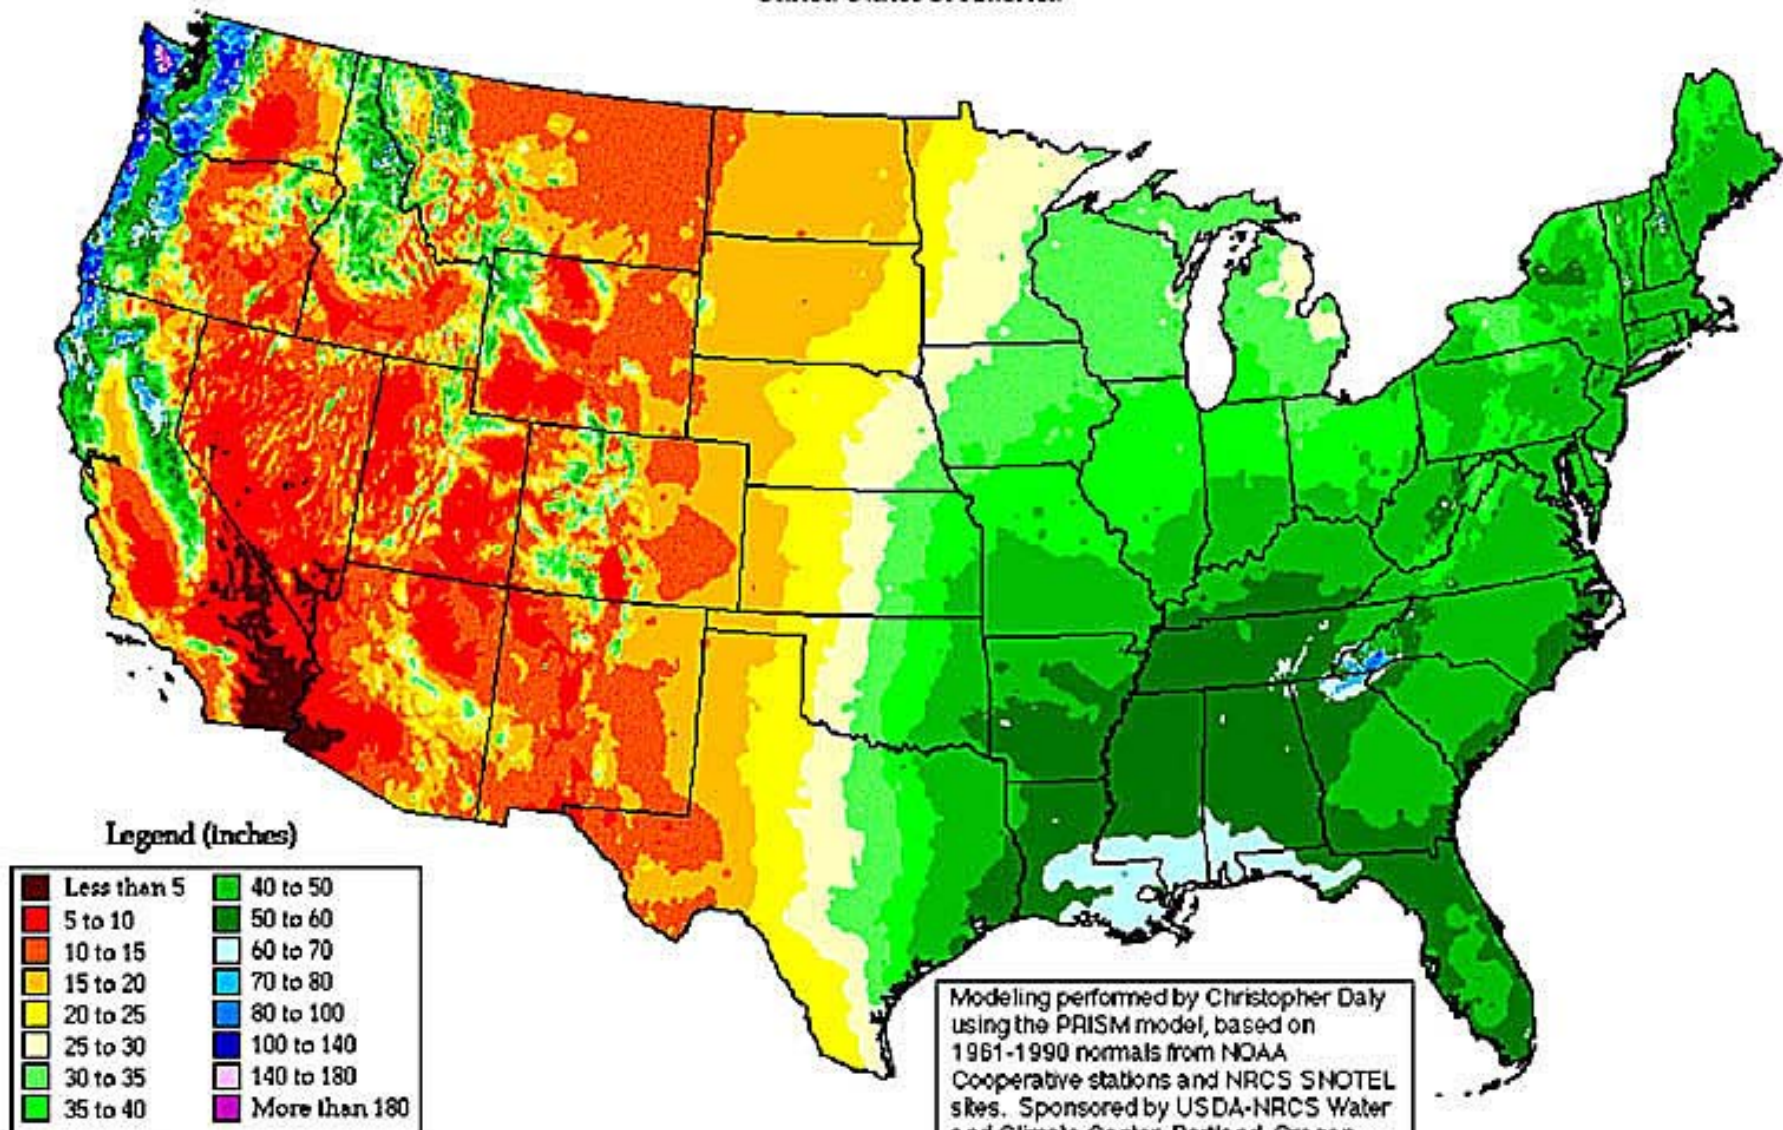 Legend (inches)
Less than 5
5 to 10
10 to 15
15 to 20
20 to 25
25 to 30
30 to 35
35 to 40
40 to 50
50 to 60
60 to 70
70 to 80
80 to 100
100 to 140
140 to 180
More than 180
Modeling performed by Christopher Daly
using the PRISM model, based on
1961-1990 normals from NOAA
Cooperative stations and NRCS SNOTEL
sites. Sponsored by USDA-NRCS Water